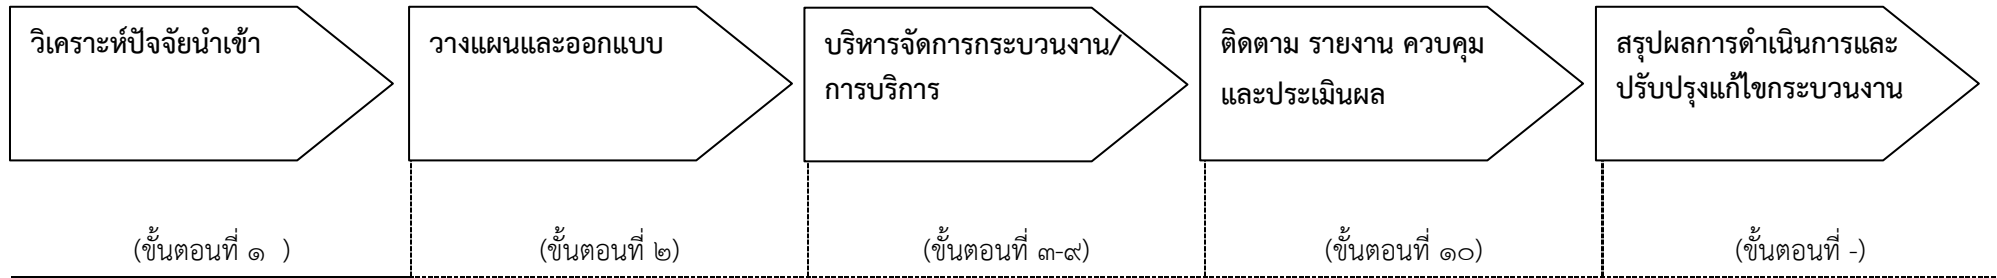 วิเคราะห์ปัจจัยนำเข้า
วางแผนและออกแบบ
บริหารจัดการกระบวนงาน/
การบริการ
ติดตาม รายงาน ควบคุม
และประเมินผล
สรุปผลการดำเนินการและ
ปรับปรุงแก้ไขกระบวนงาน
(ขั้นตอนที่ ๑ )
(ขั้นตอนที่ ๒)
(ขั้นตอนที่ ๓-๙)
(ขั้นตอนที่ ๑๐)
(ขั้นตอนที่ -)